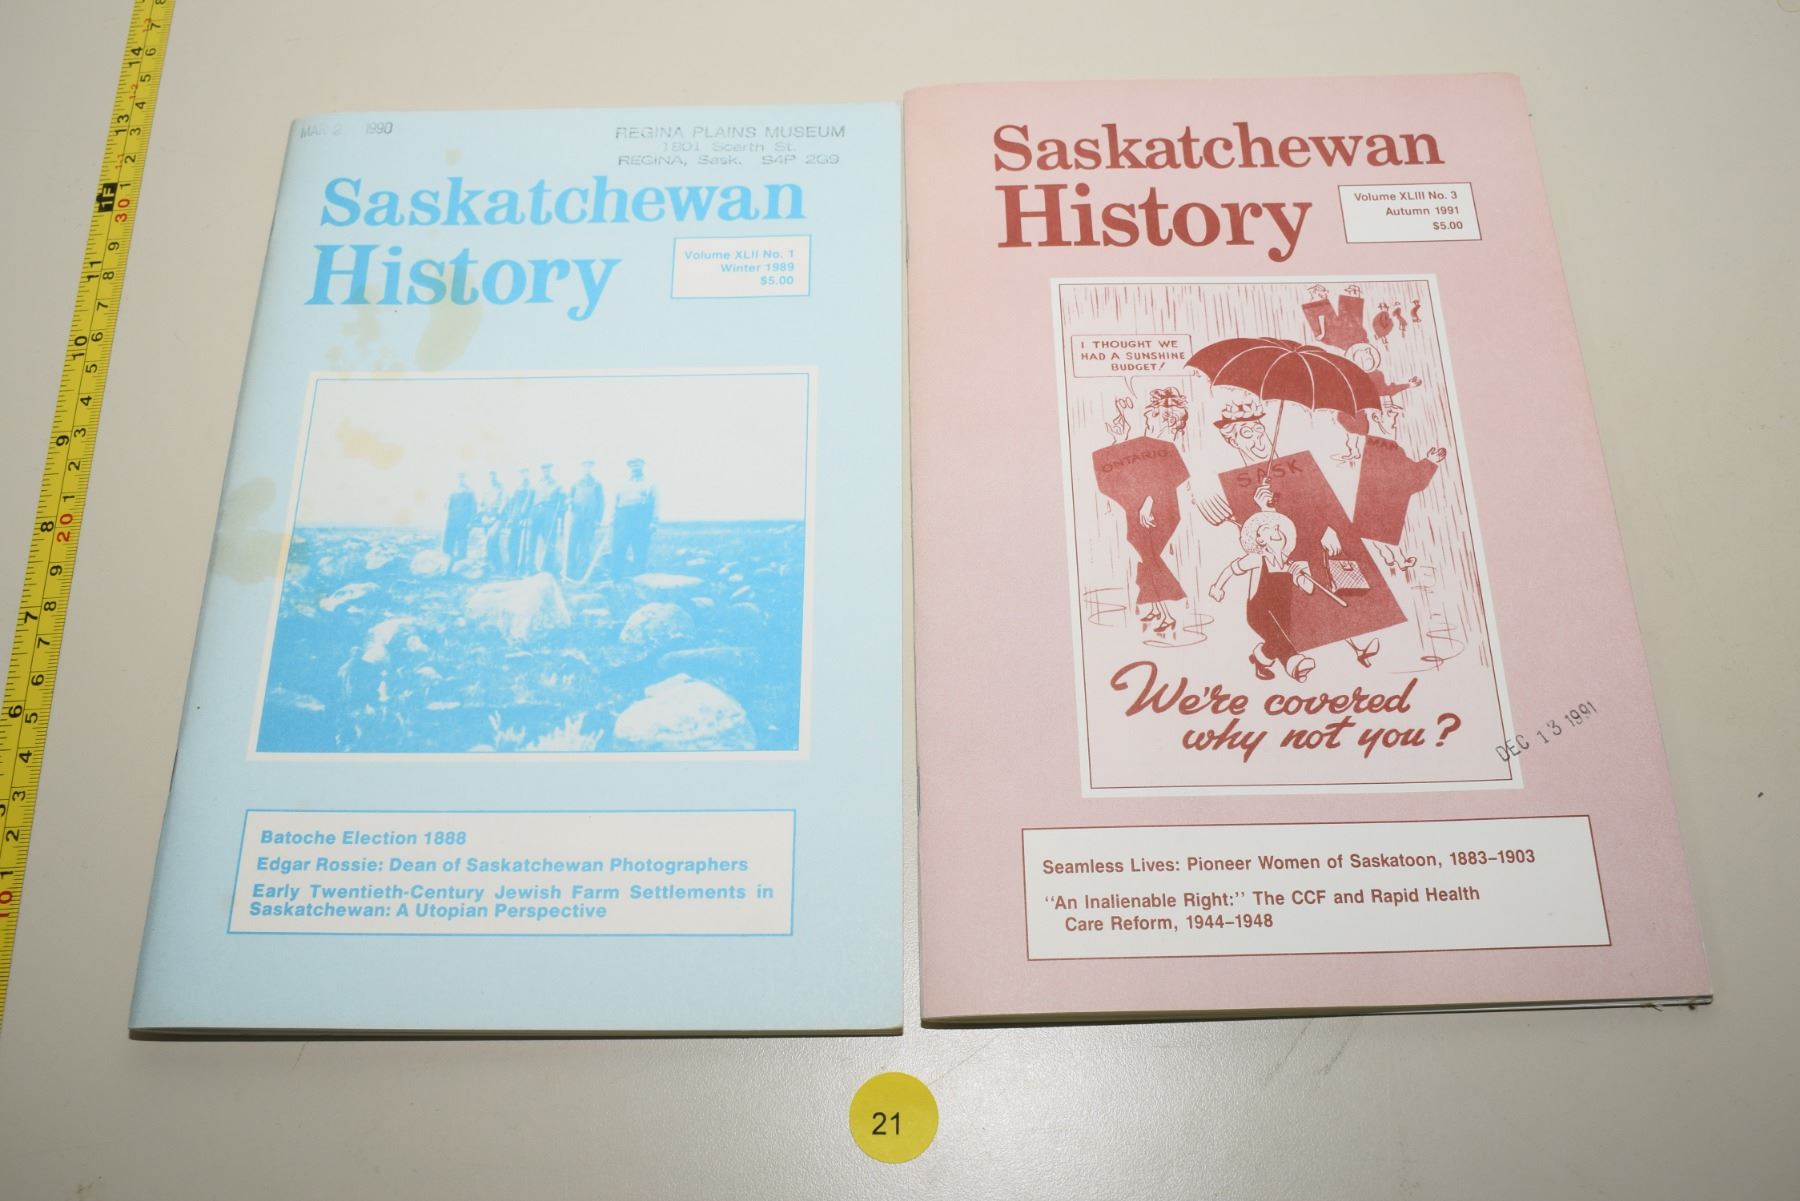 MAR 2 1990
REGINA PLAINS MUSEUM
1801 Scarth St.
REGINA, Sask. S4P 2G9
Saskatchewan
History
Volume XLII No. 1
Winter 1989
$5.00
Batoche Election 1888
Edgar Rossie: Dean of Saskatchewan Photographers
Early Twentieth-Century Jewish Farm Settlements in
Saskatchewan: A Utopian Perspective
Saskatchewan
History
Volume XLIII No. 3
Autumn 1991
$5.00
I THOUGHT WE
HAD A SUNSHINE
BUDGET!
ONTARIO
SASK
MAN
We're covered
why not you?
DEC 13 1991
Seamless Lives: Pioneer Women of Saskatoon, 1883–1903
“An Inalienable Right:” The CCF and Rapid Health
Care Reform, 1944–1948
21